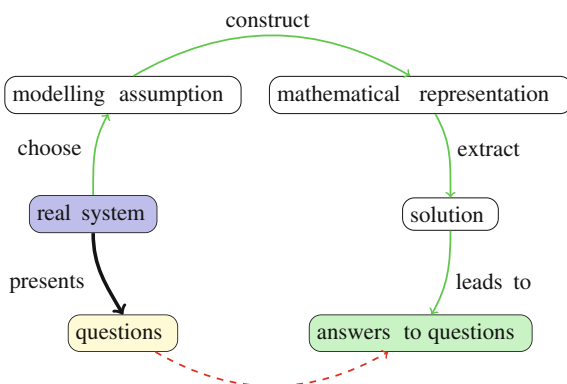 construct
modelling assumption
mathematical representation
choose
extract
real system
solution
presents
leads to
questions
answers to questions